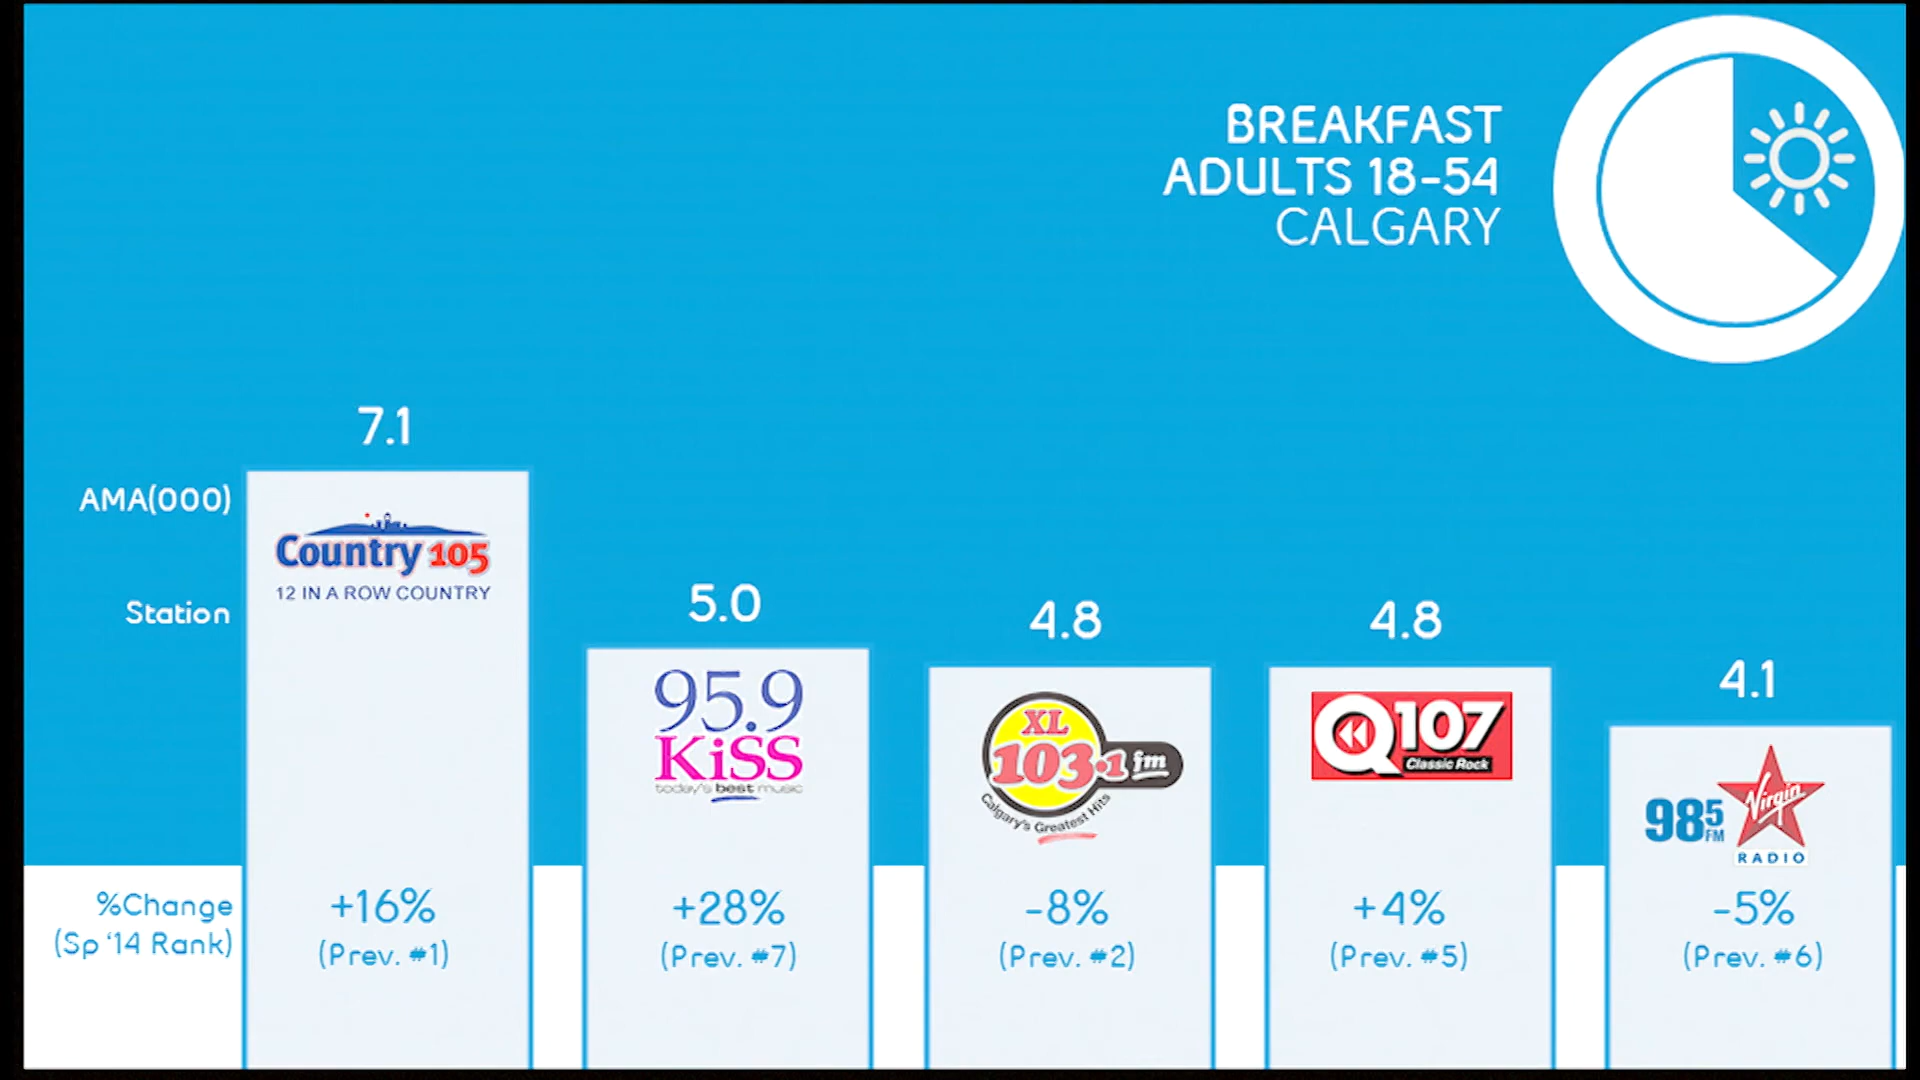 BREAKFAST
ADULTS 18-54
CALGARY
AMA(000)
Station
%Change
(Sp '14 Rank)
7.1
Country 105
12 IN A ROW COUNTRY
+16%
(Prev. #1)
5.0
95.9
KiSS
today's best music
+28%
(Prev. #7)
4.8
XL
103.1 fm
Calgary's Greatest Hits
-8%
(Prev. #2)
4.8
Q107
Classic Rock
+4%
(Prev. #5)
4.1
985
FM
Virgin
RADIO
-5%
(Prev. #6)